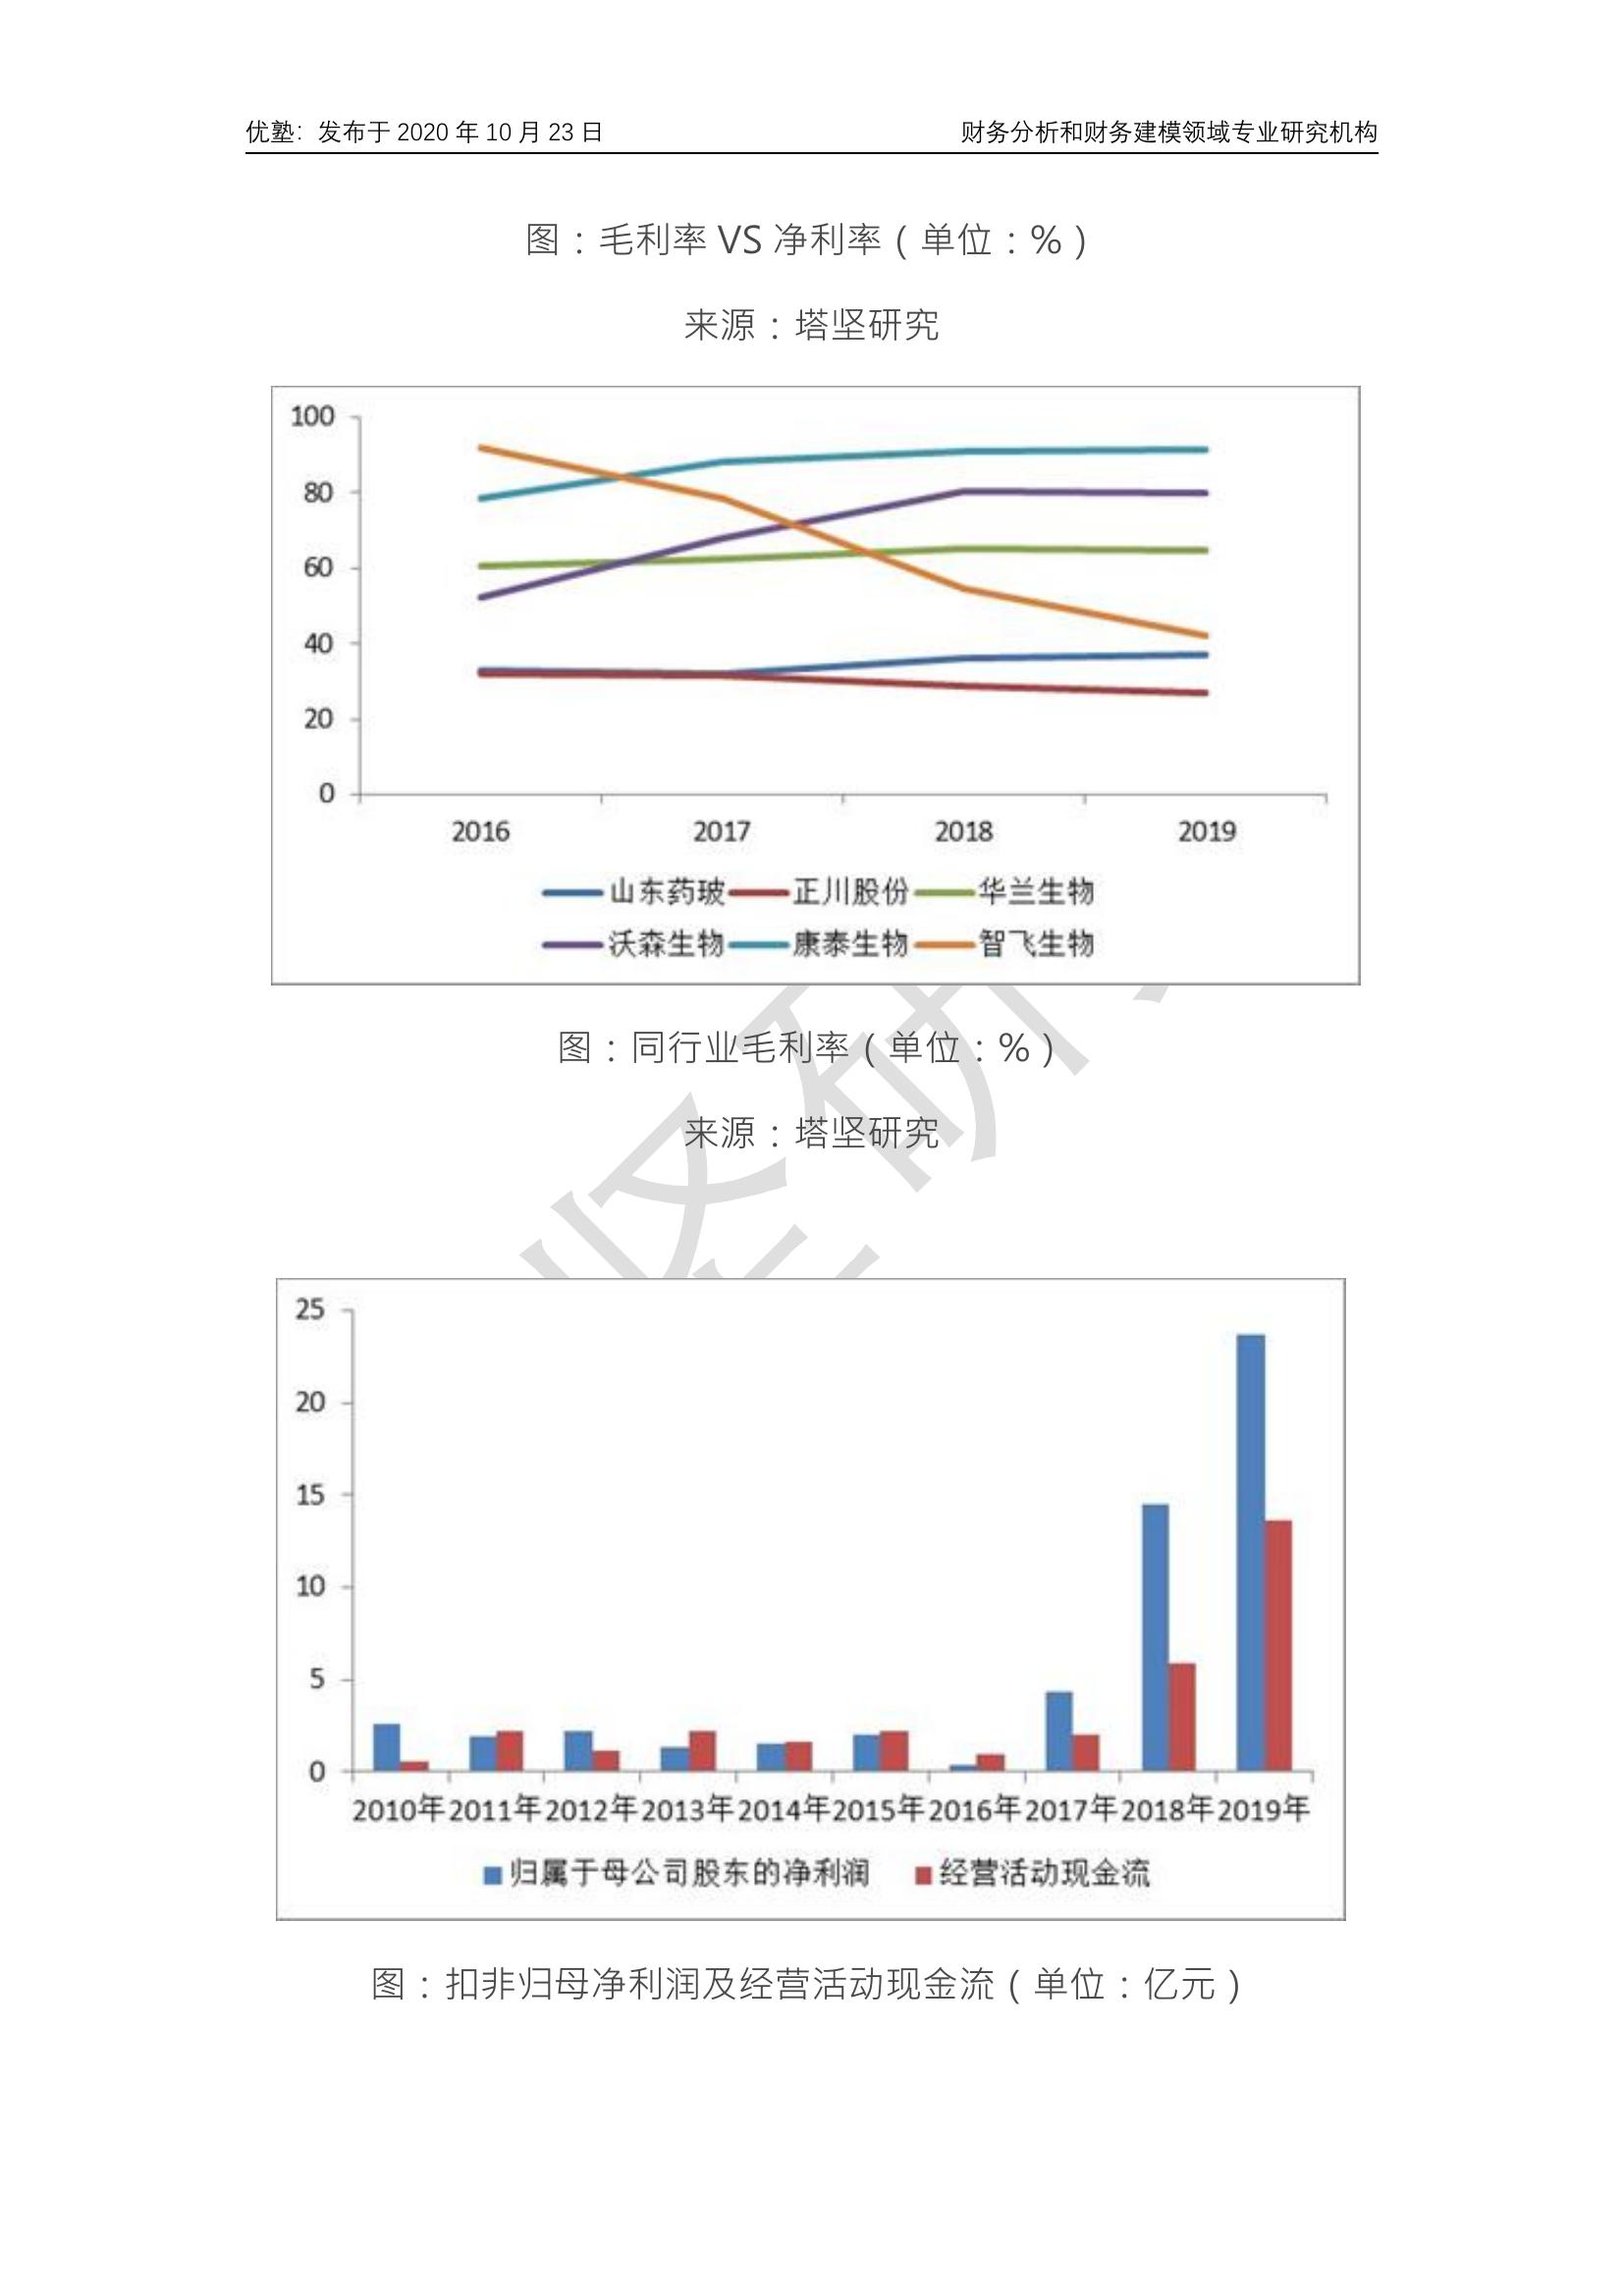 优塾：发布于 2020 年 10 月 23 日 财务分析和财务建模领域专业研究机构
图：毛利率 VS 净利率（单位：%）
来源：塔坚研究
100
80
60
40
20
0
2016 2017 2018 2019
山东药玻 正川股份 华兰生物
沃森生物 康泰生物 智飞生物
图：同行业毛利率（单位：%）
来源：塔坚研究
坚研
25
20
15
10
5
0
2010年 2011年 2012年 2013年 2014年 2015年 2016年 2017年 2018年 2019年
归属于母公司股东的净利润 经营活动现金流
图：扣非归母净利润及经营活动现金流（单位：亿元）